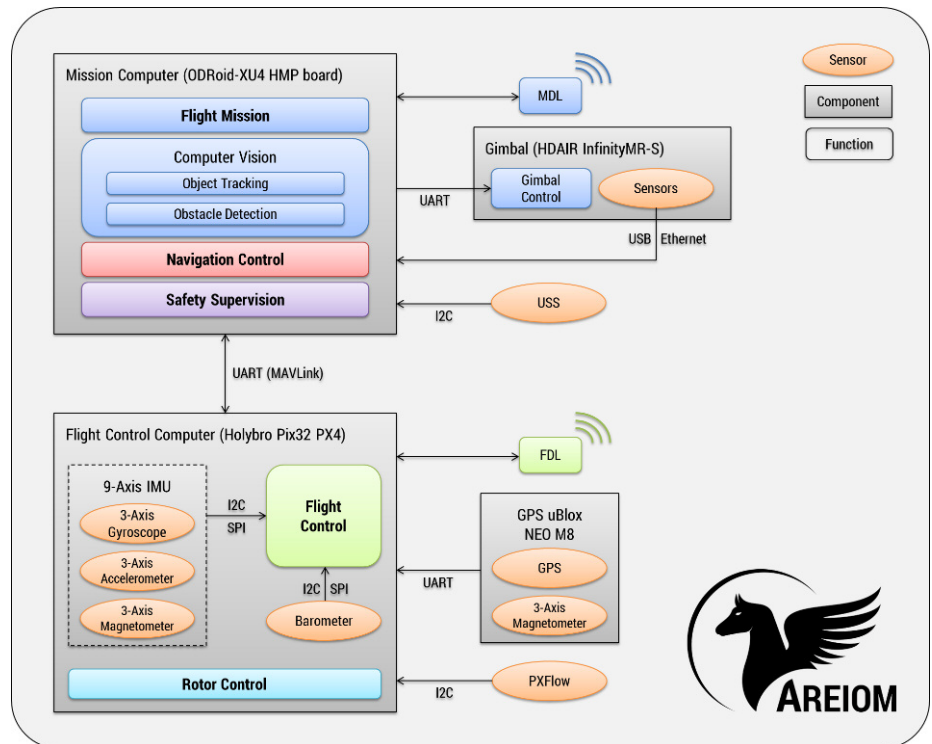 Mission Computer (ODRoid-XU4 HMP board)
Flight Mission
Computer Vision
Object Tracking
Obstacle Detection
Navigation Control
Safety Supervision
MDL
Gimbal (HDAIR InfinityMR-S)
Gimbal
Control
Sensors
UART
USB
Ethernet
USS
I2C
Sensor
Component
Function
UART (MAVLink)
Flight Control Computer (Holybro Pix32 PX4)
9-Axis IMU
3-Axis
Gyroscope
3-Axis
Accelerometer
3-Axis
Magnetometer
I2C
SPI
Flight
Control
I2C
SPI
Barometer
Rotor Control
FDL
GPS uBlox
NEO M8
GPS
3-Axis
Magnetometer
UART
PXFlow
I2C
AREIOM